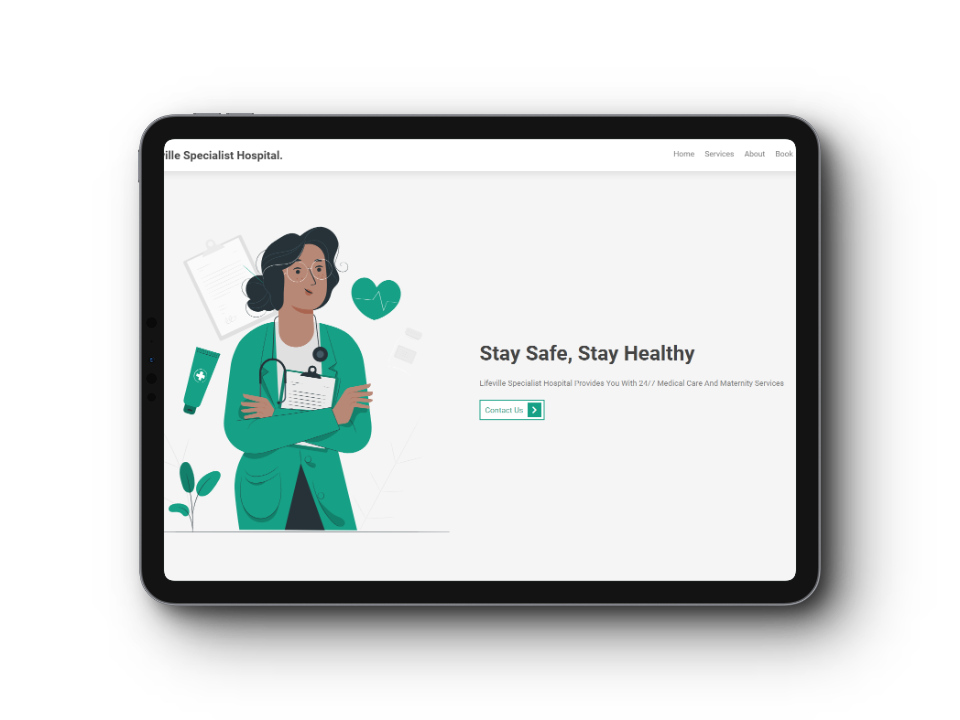 ville Specialist Hospital.
Home Services About Book
Stay Safe, Stay Healthy
Lifeville Specialist Hospital Provides You With 24/7 Medical Care And Maternity Services
Contact Us